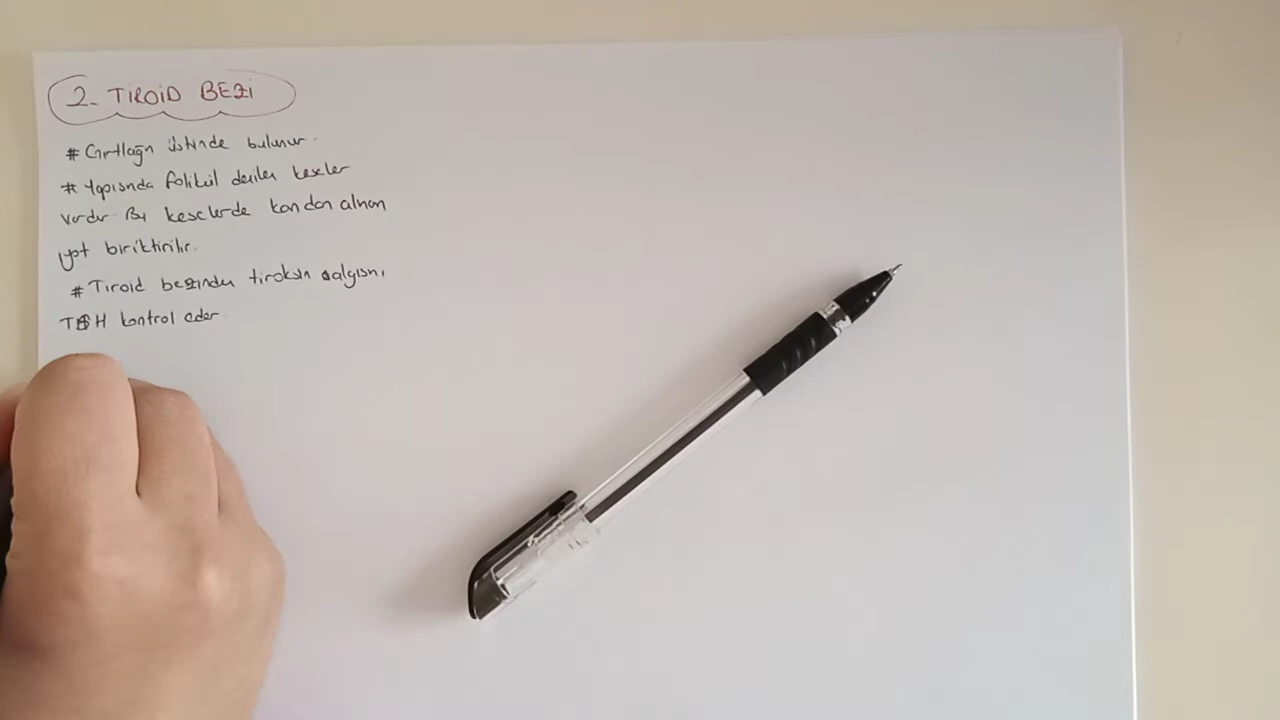 2. TİROİD BEZİ
# Gırtlağın üstünde bulunur.
# Yapısında folikül denilen keseler
vardır. Bu keselerde kandan alınan
iyot biriktirilir.
# Tiroid bezinden tiroksin salgısını
TSH kontrol eder